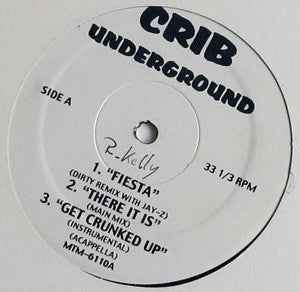 CRIB
UNDERGROUND
SIDE A
R-Kelly
33 1/3 RPM
1. "FIESTA"
(DIRTY REMIX WITH JAY-Z)
2. "THERE IT IS"
(MAIN MIX)
3. "GET CRUNKED UP"
(INSTRUMENTAL)
(ACAPPELLA)
MTM-6110A